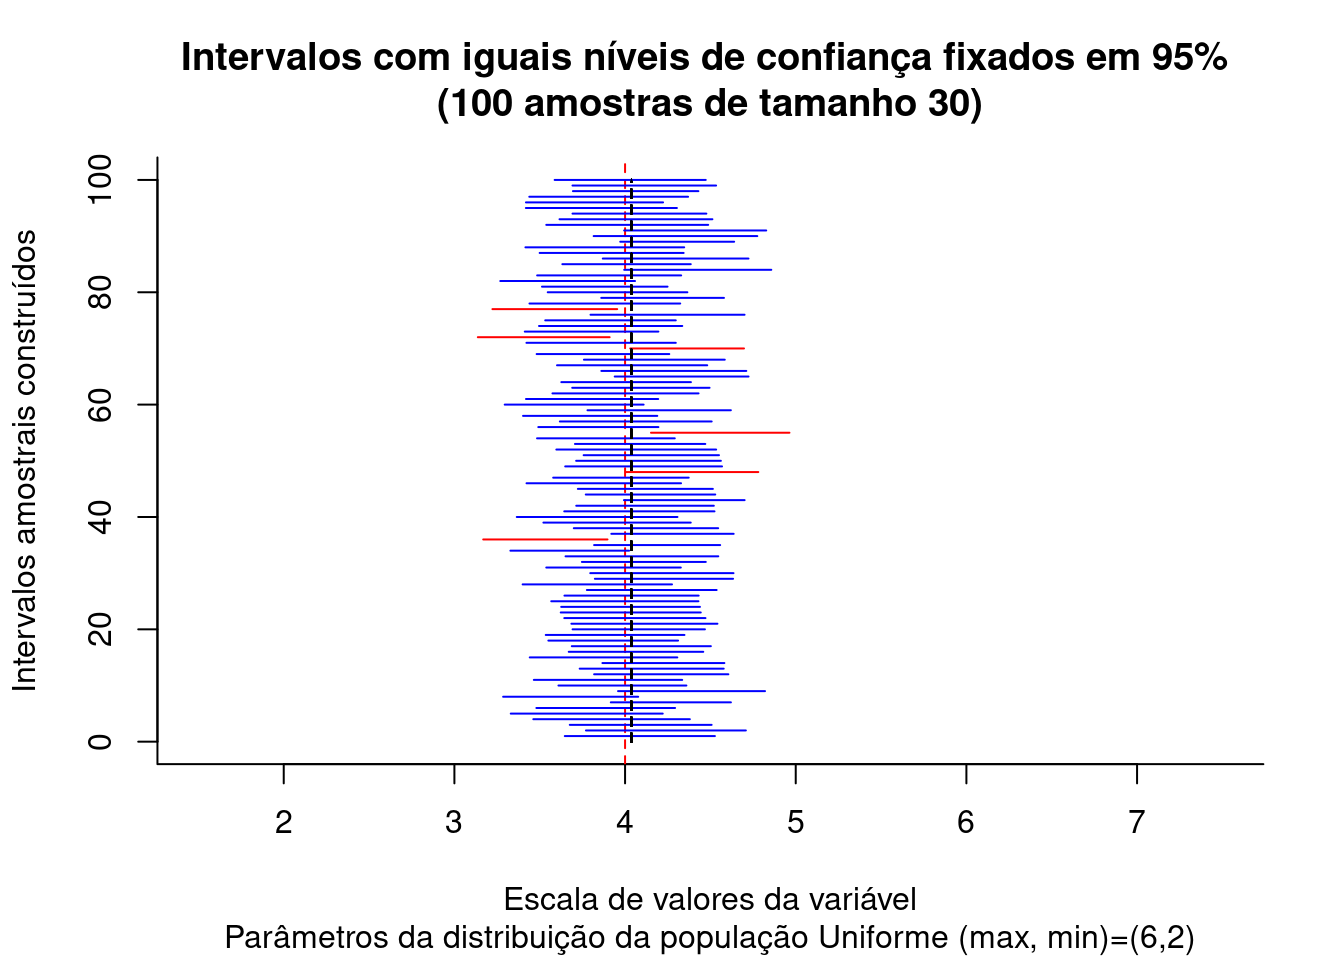 Intervalos com iguais níveis de confiança fixados em 95%
(100 amostras de tamanho 30)
Intervalos amostrais construídos
100
80
60
40
20
0
2 3 4 5 6 7
Escala de valores da variável
Parâmetros da distribuição da população Uniforme (max, min)=(6,2)